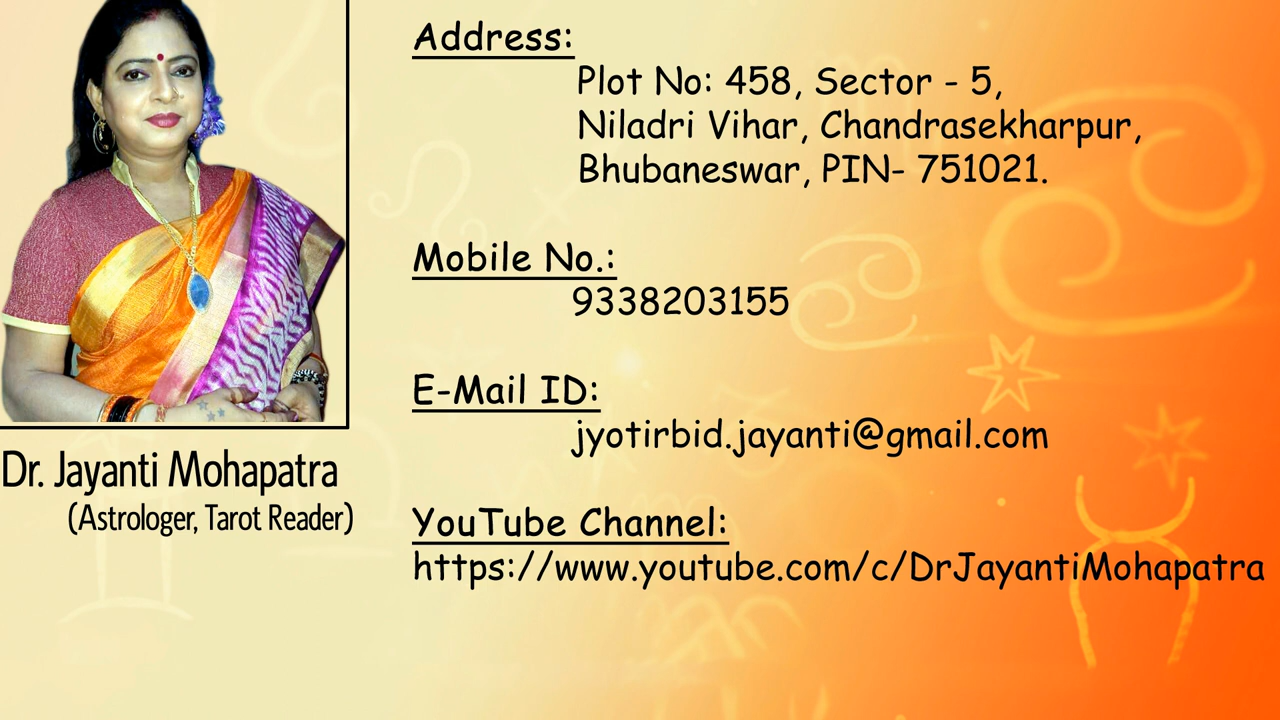 Dr. Jayanti Mohapatra
(Astrologer, Tarot Reader)
Address:
Plot No: 458, Sector - 5,
Niladri Vihar, Chandrasekharpur,
Bhubaneswar, PIN- 751021.
Mobile No.:
9338203155
E-Mail ID:
jyotirbid.jayanti@gmail.com
YouTube Channel:
https://www.youtube.com/c/DrJayantiMohapatra